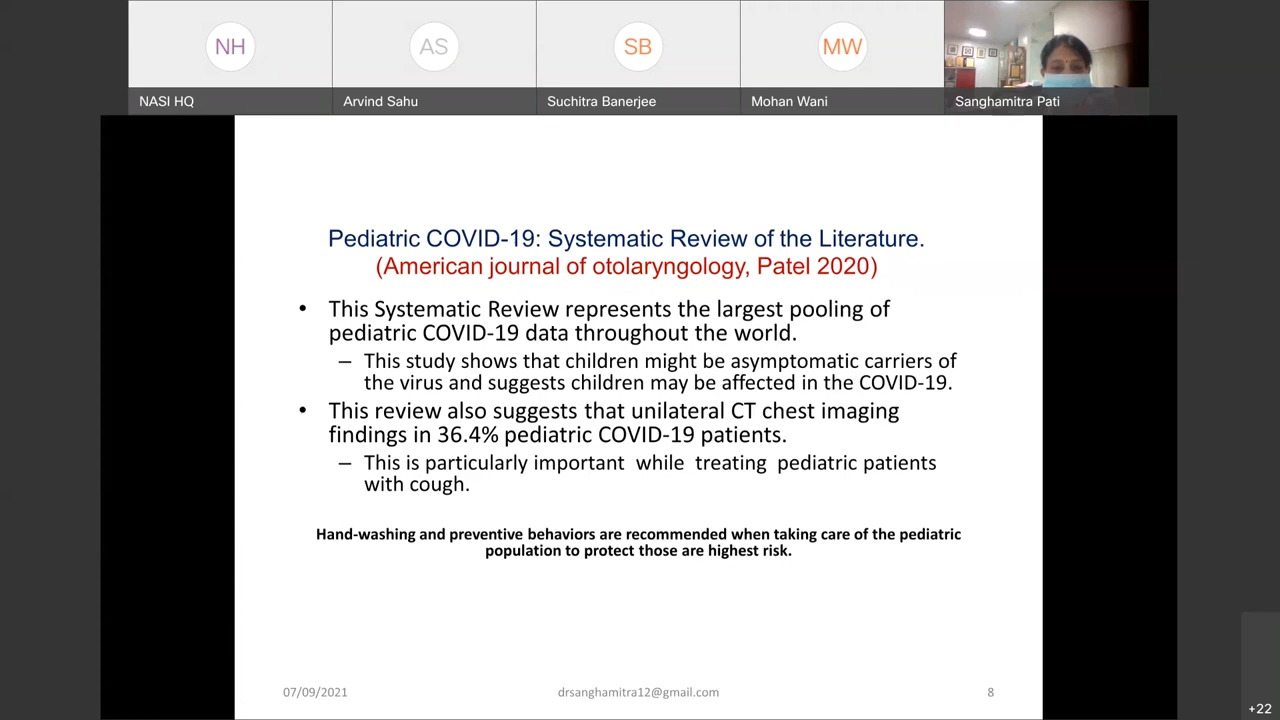 NH
AS
SB
MW
NASI HQ
Arvind Sahu
Suchitra Banerjee
Mohan Wani
Sanghamitra Pati
Pediatric COVID-19: Systematic Review of the Literature.
(American journal of otolaryngology, Patel 2020)
• This Systematic Review represents the largest pooling of
pediatric COVID-19 data throughout the world.
– This study shows that children might be asymptomatic carriers of
the virus and suggests children may be affected in the COVID-19.
• This review also suggests that unilateral CT chest imaging
findings in 36.4% pediatric COVID-19 patients.
– This is particularly important while treating pediatric patients
with cough.
Hand-washing and preventive behaviors are recommended when taking care of the pediatric
population to protect those are highest risk.
07/09/2021
drsanghamitra12@gmail.com
8
+22